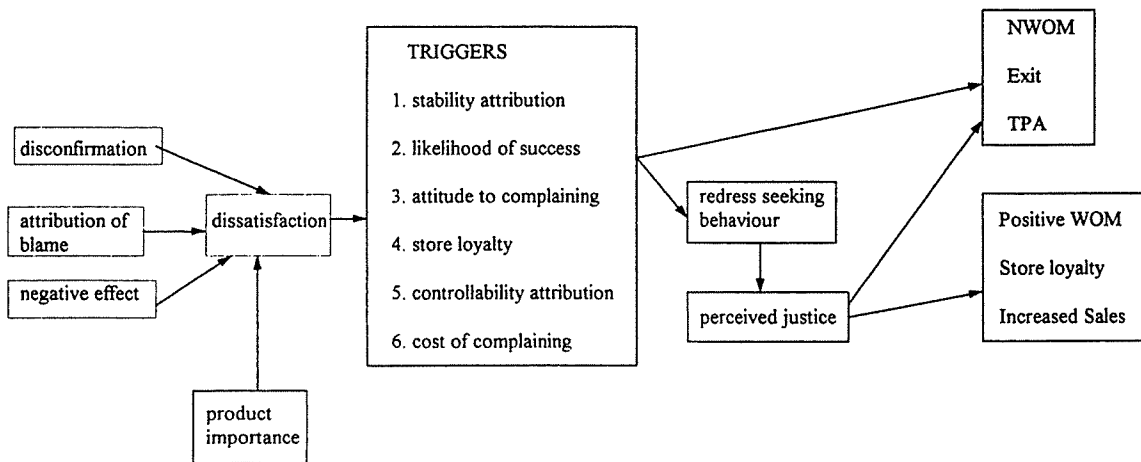 disconfirmation
attribution of
blame
negative effect
product
importance
dissatisfaction
TRIGGERS
1. stability attribution
2. likelihood of success
3. attitude to complaining
4. store loyalty
5. controllability attribution
6. cost of complaining
redress seeking
behaviour
perceived justice
NWOM
Exit
TPA
Positive WOM
Store loyalty
Increased Sales